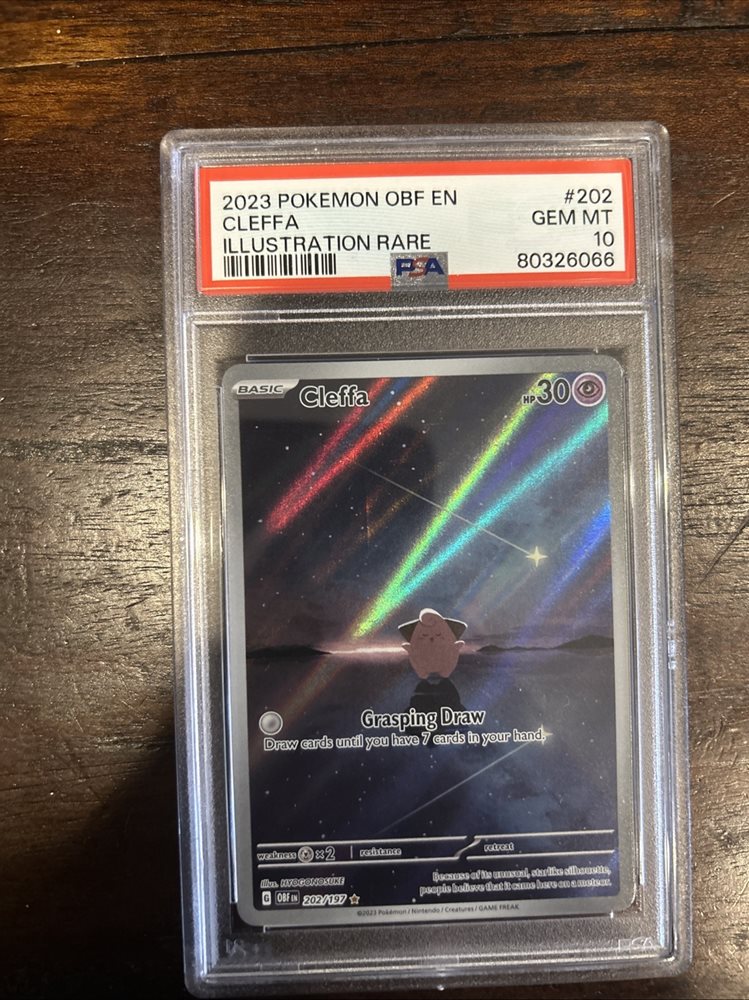 2023 POKEMON OBF EN #202
CLEFFA GEM MT
ILLUSTRATION RARE 10
PSA 80326066
BASIC Cleffa HP 30
Grasping Draw
Draw cards until you have 7 cards in your hand.
weakness ×2 resistance retreat
Illus. HYOGONOSUKE
Because of its unusual, starlike silhouette,
people believe that it came here on a meteor.
G OBF EN 202/197
©2023 Pokémon / Nintendo / Creatures / GAME FREAK